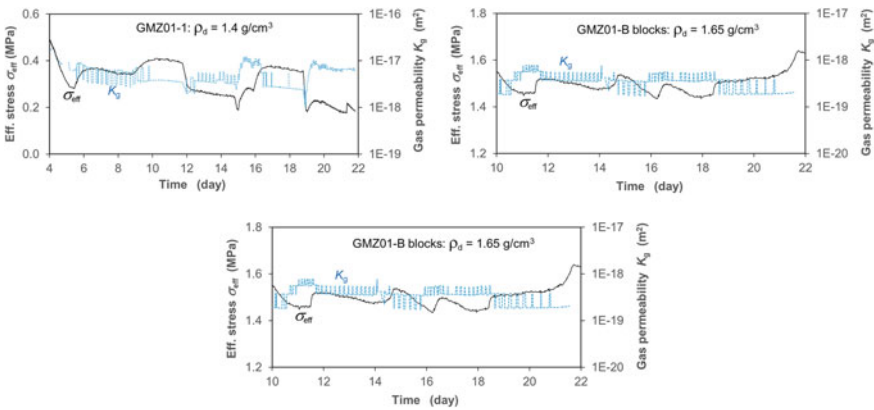 GMZ01-1: ρd = 1.4 g/cm³
Eff. stress σeff (MPa)
0.6
0.4
0.2
0.0
Gas permeability Kg (m²)
1E-16
1E-17
1E-18
1E-19
σeff
Kg
4 6 8 10 12 14 16 18 20 22
Time (day)
GMZ01-B blocks: ρd = 1.65 g/cm³
Eff. stress σeff (MPa)
1.8
1.6
1.4
1.2
Gas permeability Kg (m²)
1E-17
1E-18
1E-19
1E-20
Kg
σeff
10 12 14 16 18 20 22
Time (day)
GMZ01-B blocks: ρd = 1.65 g/cm³
Eff. stress σeff (MPa)
1.8
1.6
1.4
1.2
Gas permeability Kg (m²)
1E-17
1E-18
1E-19
1E-20
Kg
σeff
10 12 14 16 18 20 22
Time (day)